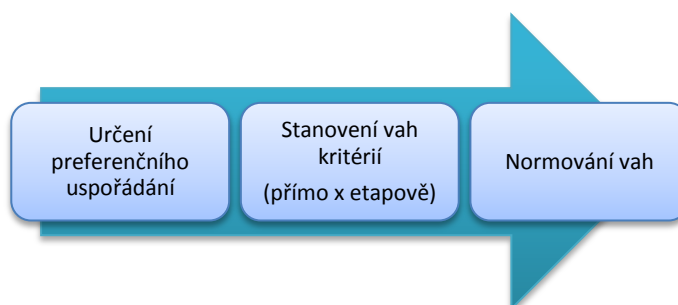 Určení
preferenčního
uspořádání
Stanovení vah
kritérií
(přímo x etapově)
Normování vah